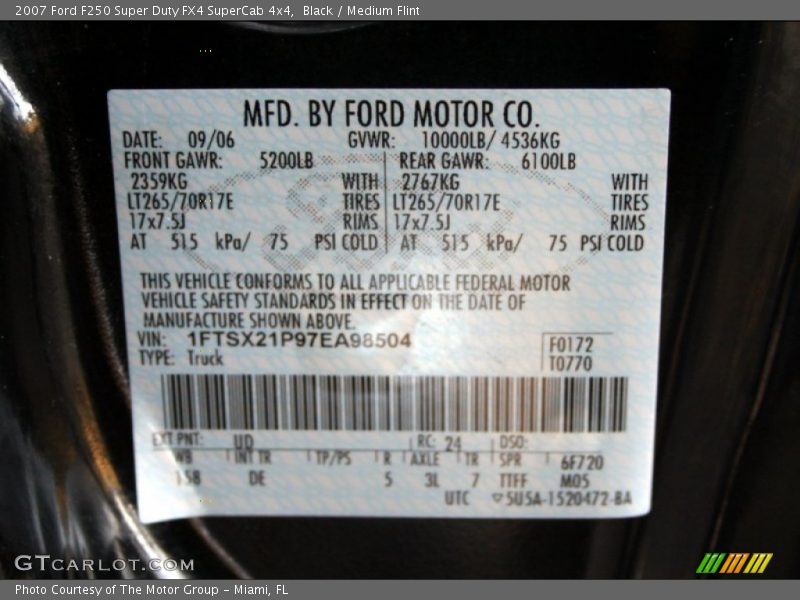 2007 Ford F250 Super Duty FX4 SuperCab 4x4,  Black / Medium Flint
MFD. BY FORD MOTOR CO.
DATE: 09/06 GVWR: 10000LB/ 4536KG
FRONT GAWR: 5200LB REAR GAWR: 6100LB
2359KG WITH 2767KG WITH
LT265/70R17E TIRES LT265/70R17E TIRES
17x7.5J RIMS 17x7.5J RIMS
AT 515 kPa/ 75 PSI COLD AT 515 kPa/ 75 PSI COLD
THIS VEHICLE CONFORMS TO ALL APPLICABLE FEDERAL MOTOR
VEHICLE SAFETY STANDARDS IN EFFECT ON THE DATE OF
MANUFACTURE SHOWN ABOVE.
VIN: 1FTSX21P97EA98504 F0172
TYPE: Truck T0770
EXT PNT: UD RC: 24 DSO:
WB INT TR TP/PS R AXLE TR SPR 6F720
158 DE 5 3L 7 TTFF M05
UTC ▽5U5A-1520472-BA
GTCARLOT.COM
Photo Courtesy of The Motor Group - Miami, FL